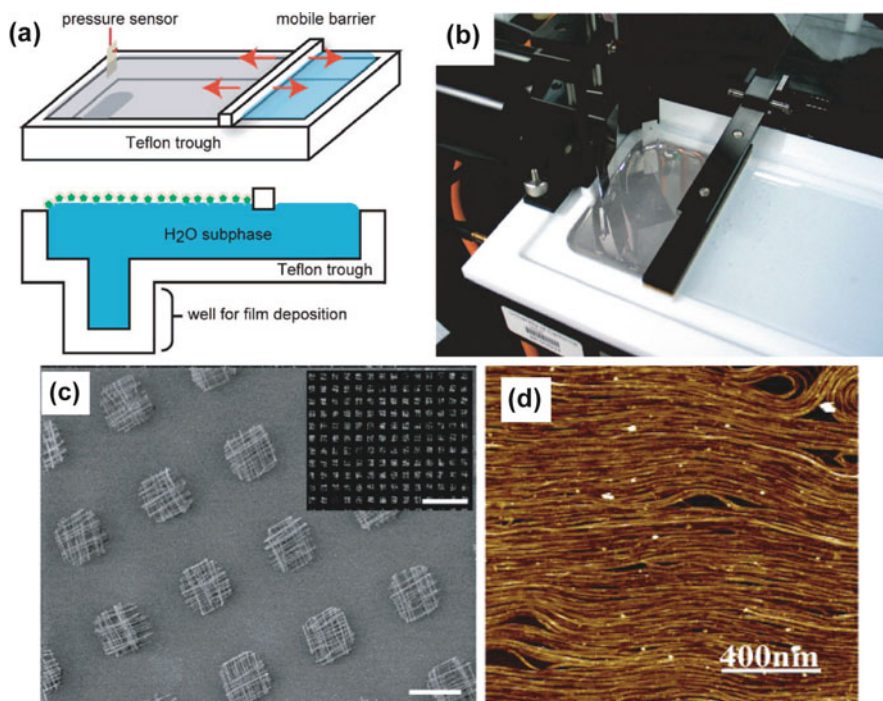 (a)
pressure sensor
mobile barrier
Teflon trough
H2O subphase
Teflon trough
well for film deposition
(b)
(c)
(d)
400nm